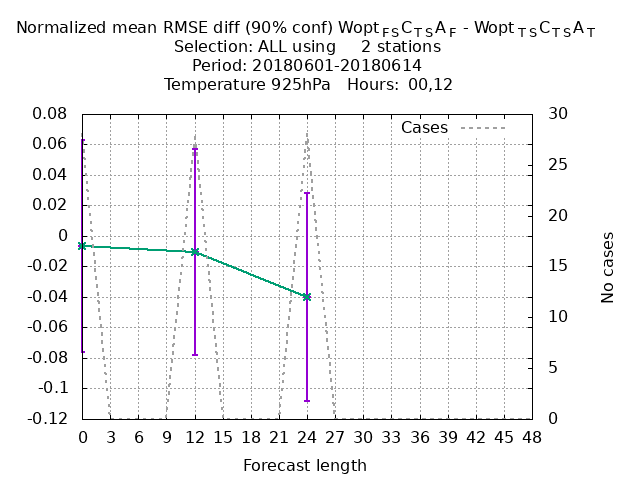 Normalized mean RMSE diff (90% conf) Wopt FS C TS A F - Wopt TS C TS A T
Selection: ALL using 2 stations
Period: 20180601-20180614
Temperature 925hPa Hours: 00,12
Cases
0.08
0.06
0.04
0.02
0
-0.02
-0.04
-0.06
-0.08
-0.1
-0.12
30
25
20
15
10
5
0
No cases
0 3 6 9 12 15 18 21 24 27 30 33 36 39 42 45 48
Forecast length